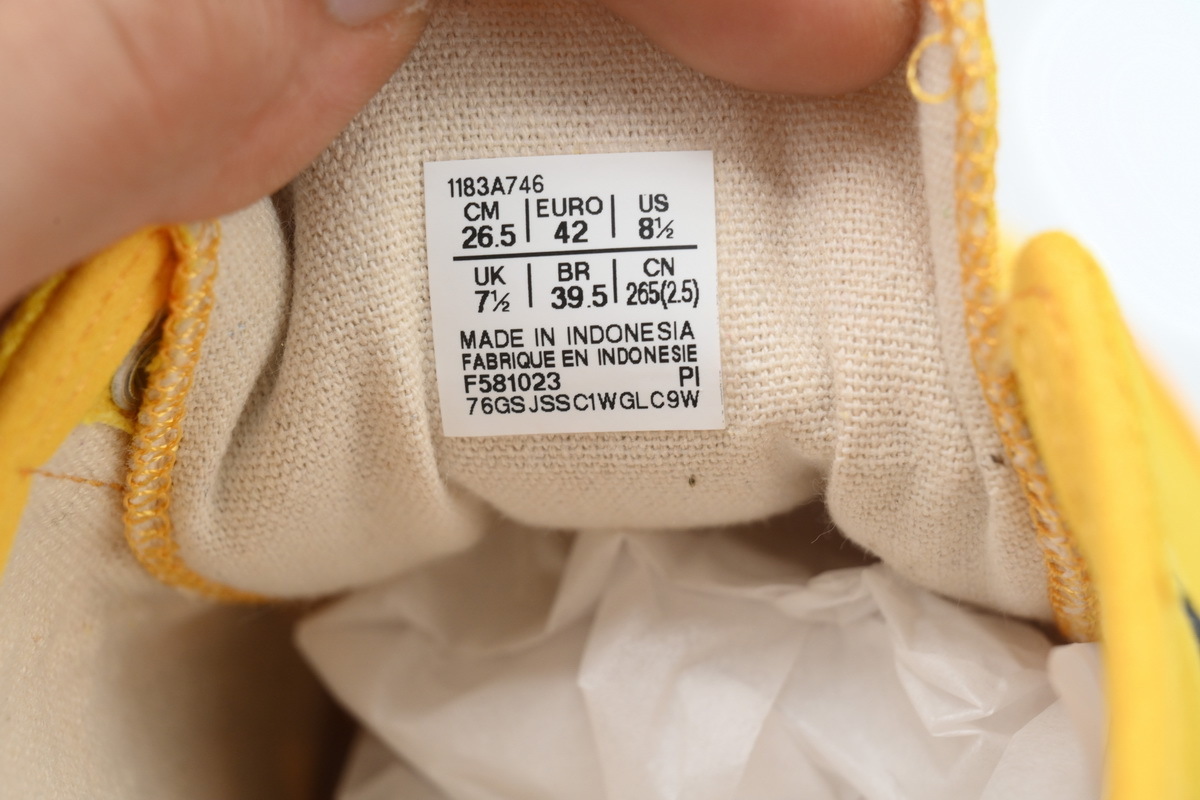 1183A746
CM | EURO | US
26.5 | 42 | 8½
UK | BR | CN
7½ | 39.5 | 265(2.5)
MADE IN INDONESIA
FABRIQUE EN INDONESIE
F581023 PI
76GSJSSC1WGLC9W